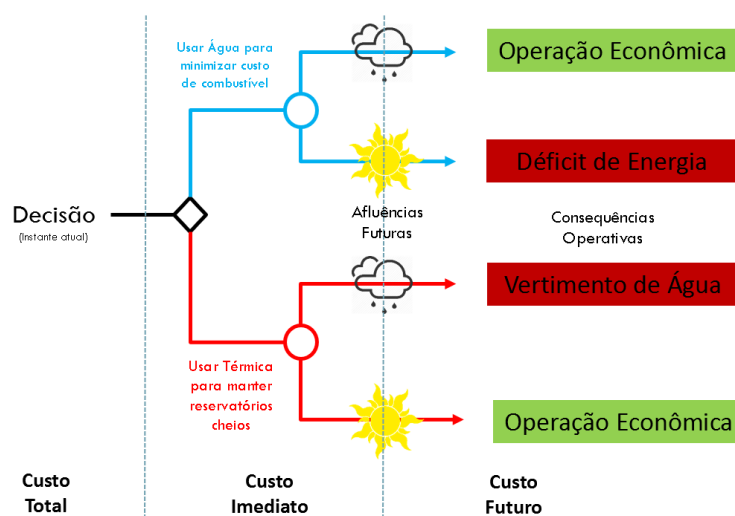 Usar Água para
minimizar custo
de combustível
Operação Econômica
Déficit de Energia
Decisão
(Instante atual)
Afluências
Futuras
Consequências
Operativas
Vertimento de Água
Usar Térmica
para manter
reservatórios
cheios
Operação Econômica
Custo
Total
Custo
Imediato
Custo
Futuro